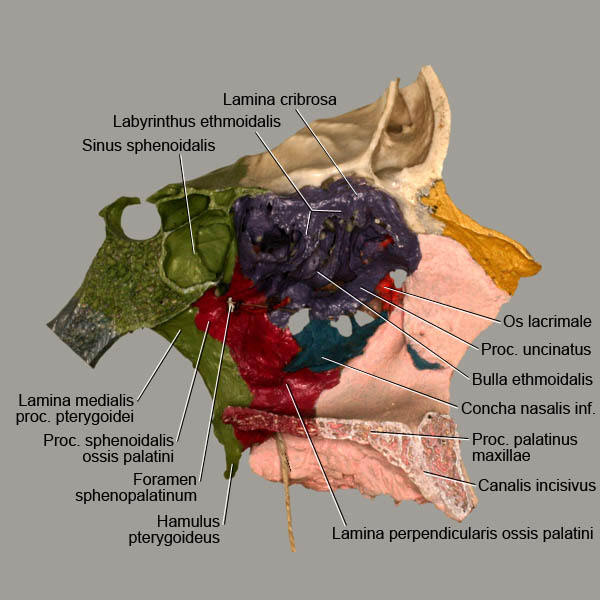 Lamina cribrosa
Labyrinthus ethmoidalis
Sinus sphenoidalis
Os lacrimale
Proc. uncinatus
Bulla ethmoidalis
Concha nasalis inf.
Proc. palatinus
maxillae
Canalis incisivus
Lamina perpendicularis ossis palatini
Lamina medialis
proc. pterygoidei
Proc. sphenoidalis
ossis palatini
Foramen
sphenopalatinum
Hamulus
pterygoideus